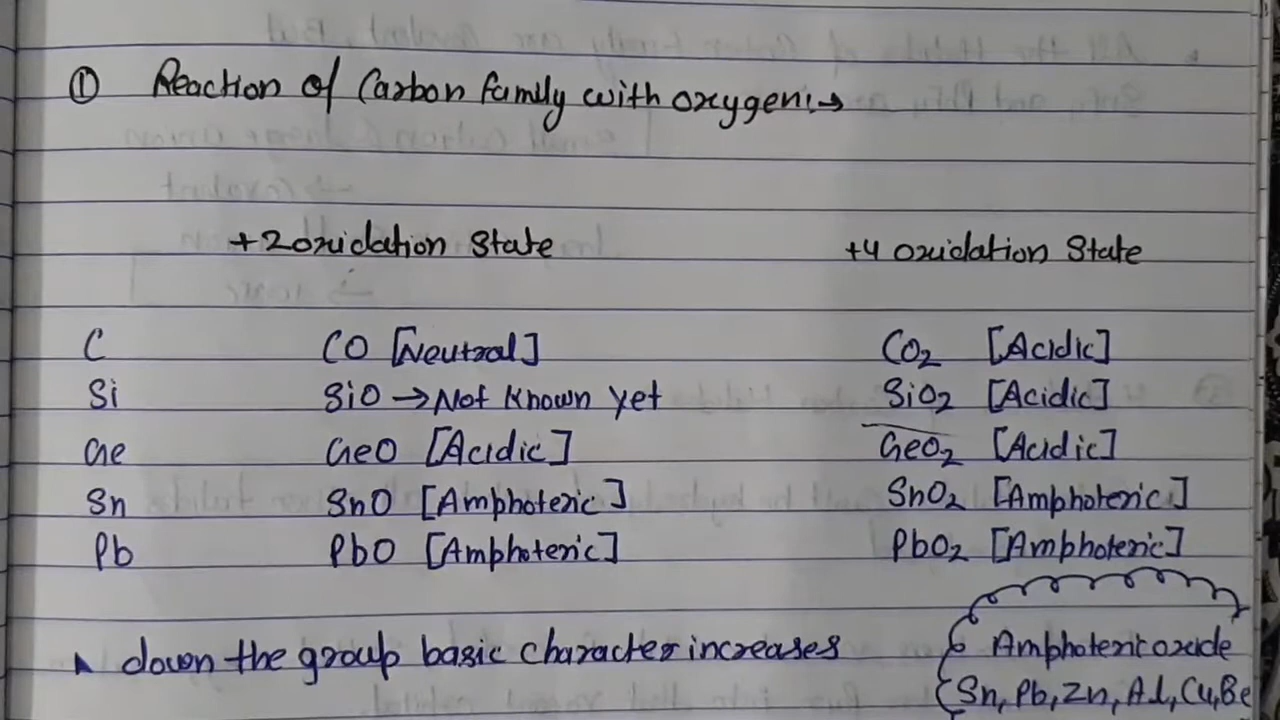 ① Reaction of Carbon family with oxygen:→
+2 oxidation State +4 oxidation State
C CO [Neutral] CO2 [Acidic]
Si SiO → Not Known yet SiO2 [Acidic]
Ge GeO [Acidic] GeO2 [Acidic]
Sn SnO [Amphoteric] SnO2 [Amphoteric]
Pb PbO [Amphoteric] PbO2 [Amphoteric]
down the group basic character increases
Amphoteric oxide
Sn, Pb, Zn, Al, Cu, Be